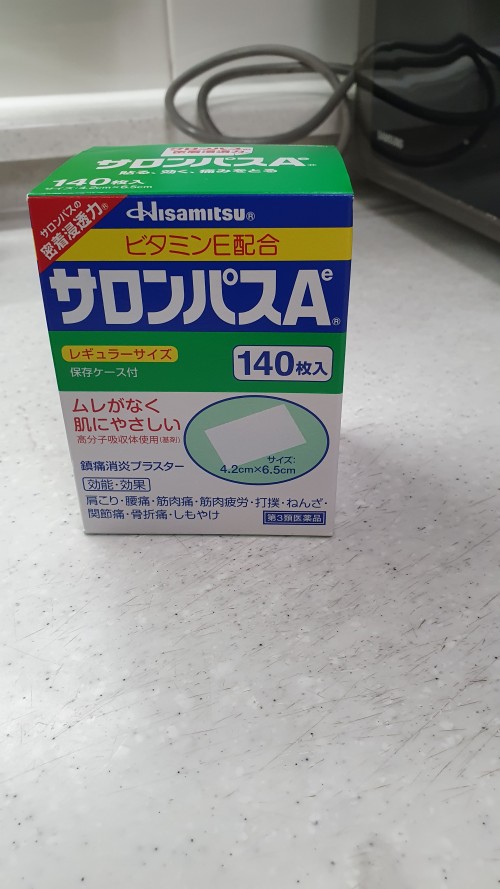 サロンパスAe
貼る、効く、痛みをとる
140枚入
サイズ:4.2cm×6.5cm
サロンパスの
密着浸透力®
Hisamitsu®
ビタミンE配合
サロンパスAe®
レギュラーサイズ
保存ケース付
140枚入
ムレがなく
肌にやさしい
高分子吸収体使用(基剤)
サイズ:
4.2cm×6.5cm
鎮痛消炎プラスター
効能・効果
肩こり・腰痛・筋肉痛・筋肉疲労・打撲・ねんざ・
関節痛・骨折痛・しもやけ
第3類医薬品